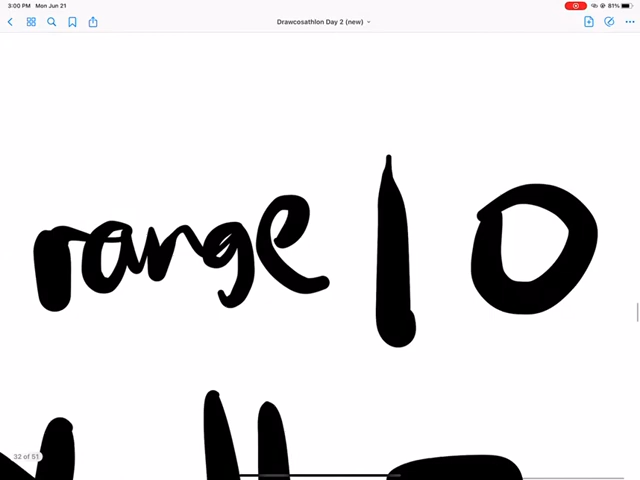 3:00 PM Mon Jun 21 81%
Drawcosathlon Day 2 (new)
range 10
32 of 51